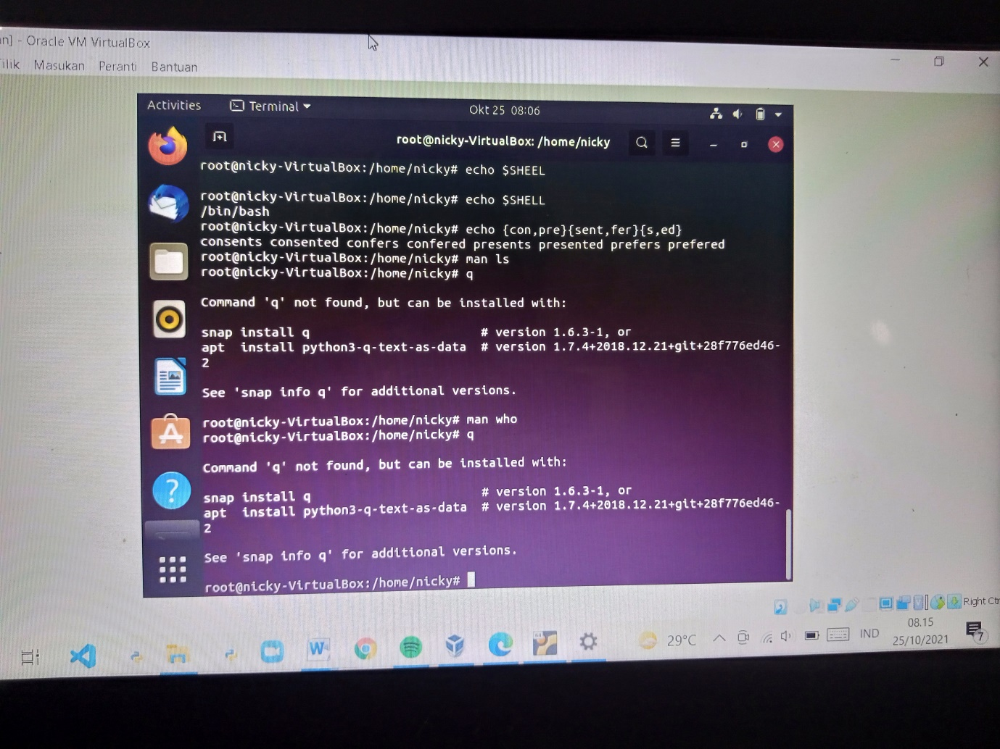 n] - Oracle VM VirtualBox
ilik Masukan Peranti Bantuan
Activities Terminal Okt 25 08:06
root@nicky-VirtualBox: /home/nicky
root@nicky-VirtualBox:/home/nicky# echo $SHEEL
root@nicky-VirtualBox:/home/nicky# echo $SHELL
/bin/bash
root@nicky-VirtualBox:/home/nicky# echo {con,pre}{sent,fer}{s,ed}
consents consented confers confered presents presented prefers prefered
root@nicky-VirtualBox:/home/nicky# man ls
root@nicky-VirtualBox:/home/nicky# q
Command 'q' not found, but can be installed with:
snap install q # version 1.6.3-1, or
apt install python3-q-text-as-data # version 1.7.4+2018.12.21+git+28f776ed46-
2
See 'snap info q' for additional versions.
root@nicky-VirtualBox:/home/nicky# man who
root@nicky-VirtualBox:/home/nicky# q
Command 'q' not found, but can be installed with:
snap install q # version 1.6.3-1, or
apt install python3-q-text-as-data # version 1.7.4+2018.12.21+git+28f776ed46-
2
See 'snap info q' for additional versions.
root@nicky-VirtualBox:/home/nicky#
Right Ct
29°C IND 08.15
25/10/2021 7